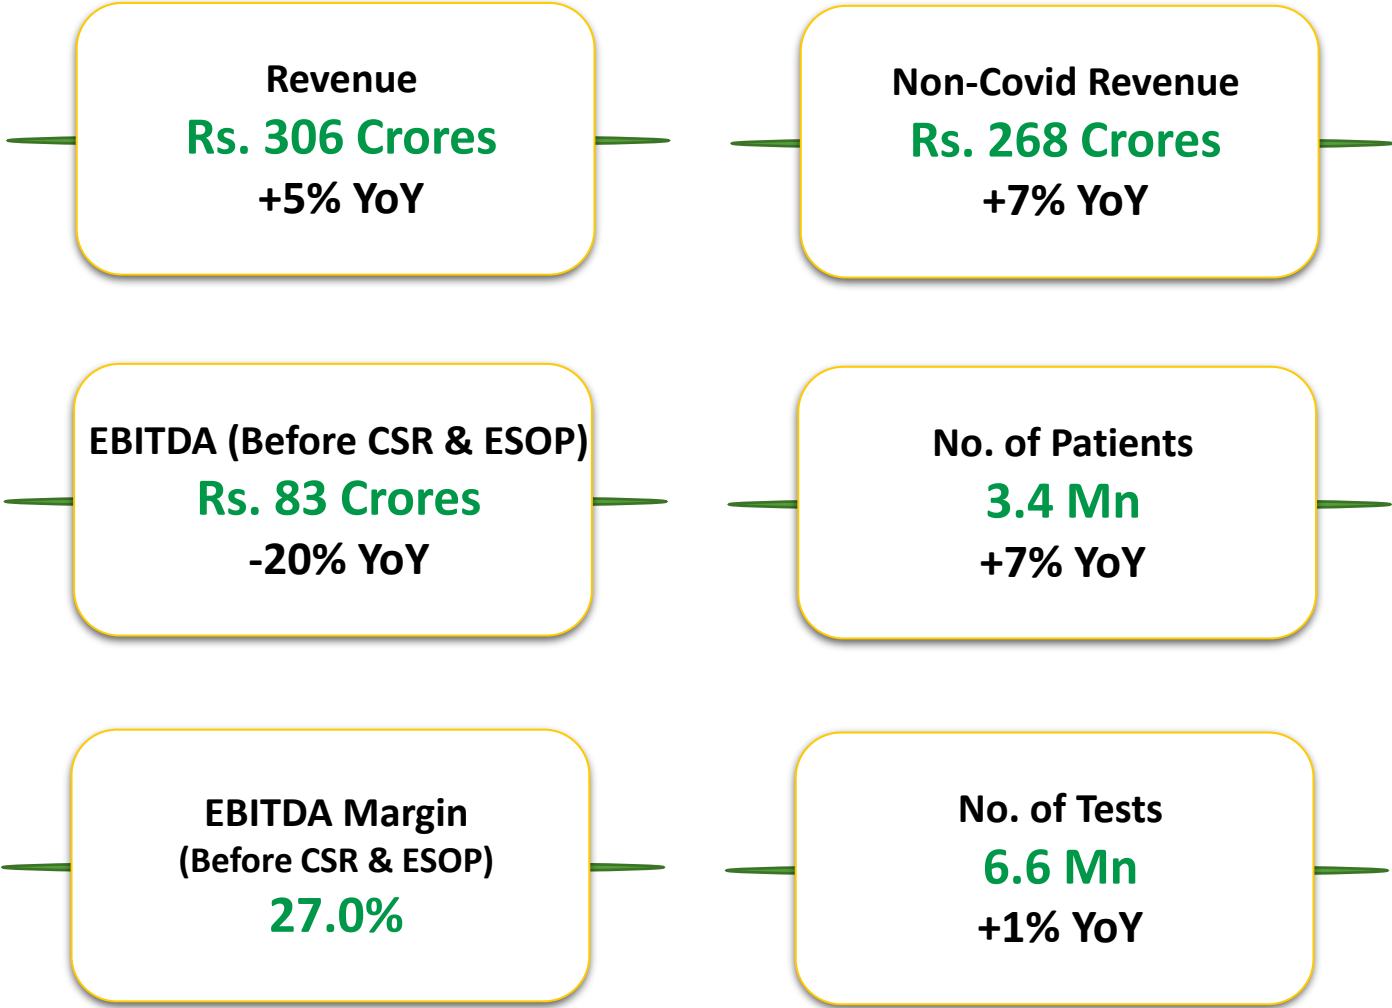 Revenue
Rs. 306 Crores
+5% YoY
Non-Covid Revenue
Rs. 268 Crores
+7% YoY
EBITDA (Before CSR & ESOP)
Rs. 83 Crores
-20% YoY
No. of Patients
3.4 Mn
+7% YoY
EBITDA Margin
(Before CSR & ESOP)
27.0%
No. of Tests
6.6 Mn
+1% YoY